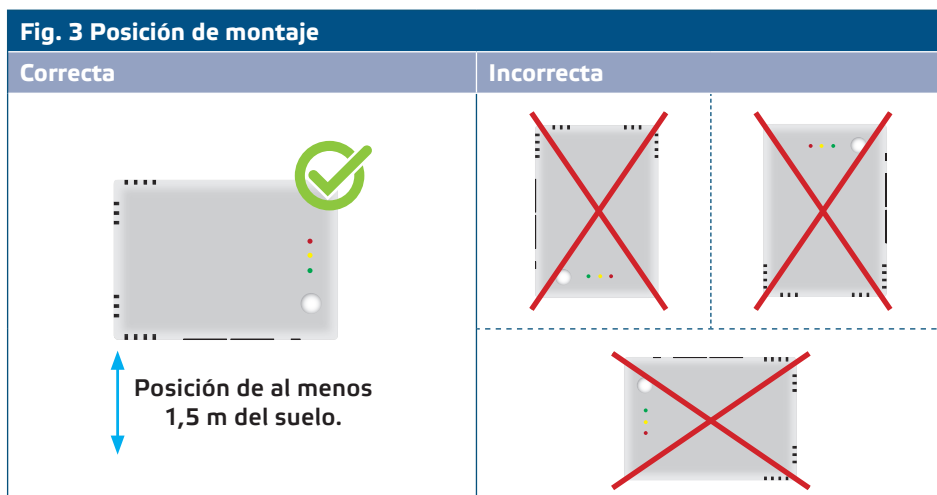 Fig. 3 Posición de montaje
Correcta
Incorrecta
Posición de al menos
1,5 m del suelo.